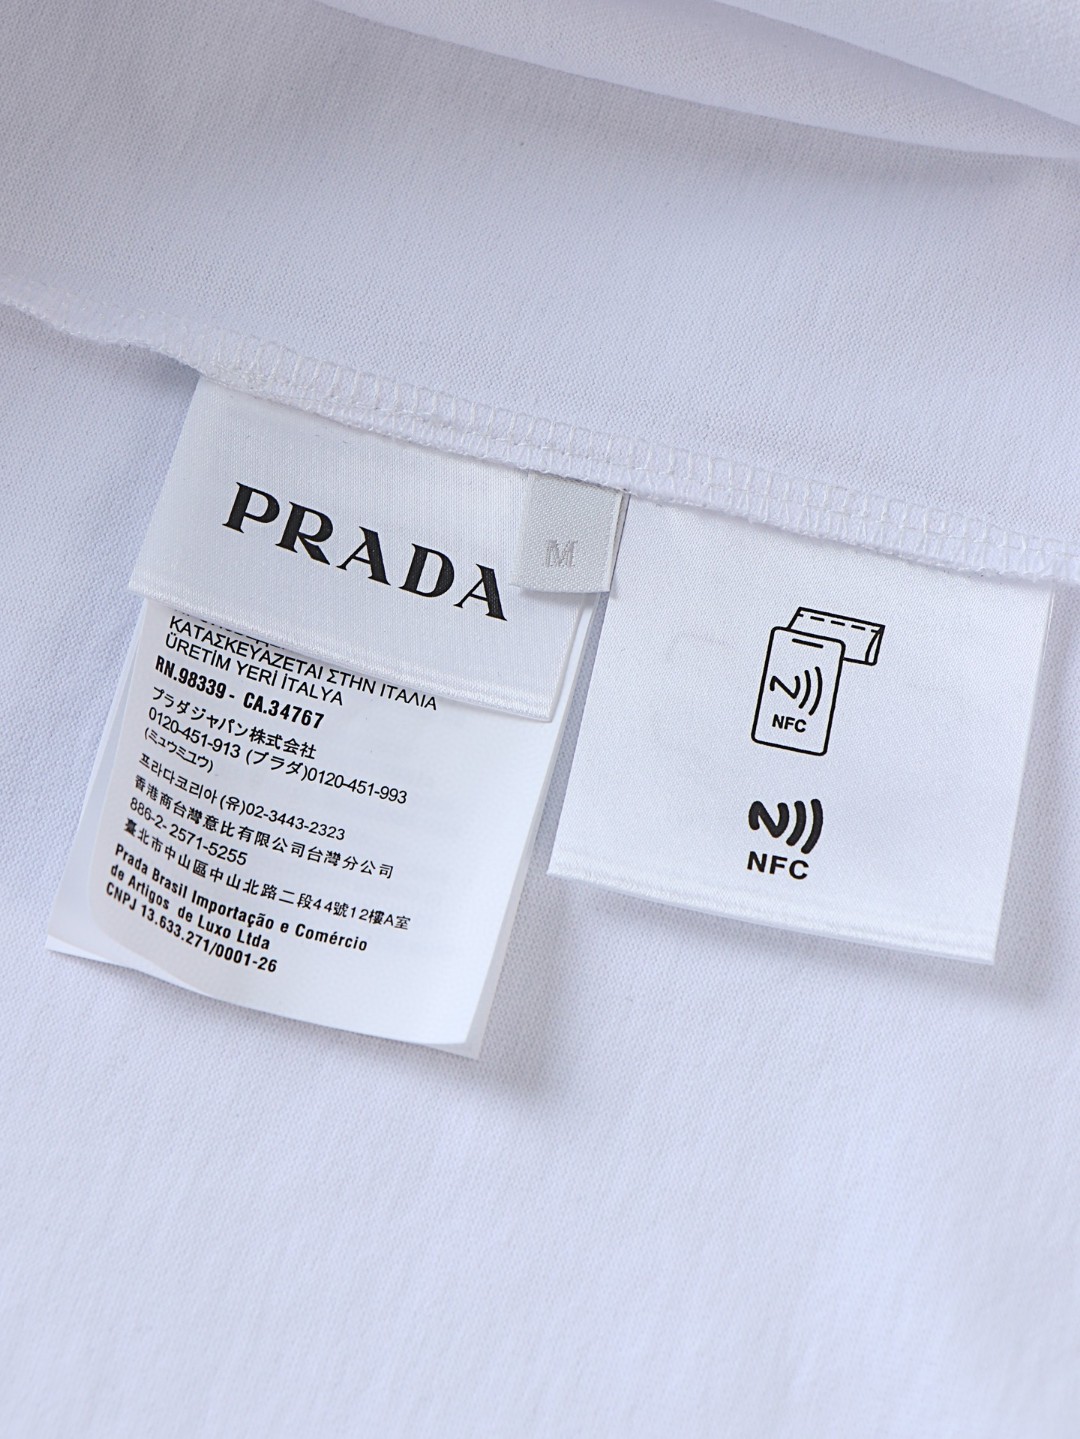 PRADA
M
ΚΑΤΑΣΚΕΥΑΖΕΤΑΙ ΣΤΗΝ ΙΤΑΛΙΑ
ÜRETİM YERİ İTALYA
RN.98339 - CA.34767
プラダジャパン株式会社
0120-451-913 (プラダ)0120-451-993
(ミュウミュウ)
프라다코리아(유)02-3443-2323
香港商台灣意比有限公司台灣分公司
886-2- 2571-5255
臺北市中山區中山北路二段44號12樓A室
Prada Brasil Importação e Comércio
de Artigos de Luxo Ltda
CNPJ 13.633.271/0001-26
NFC
NFC